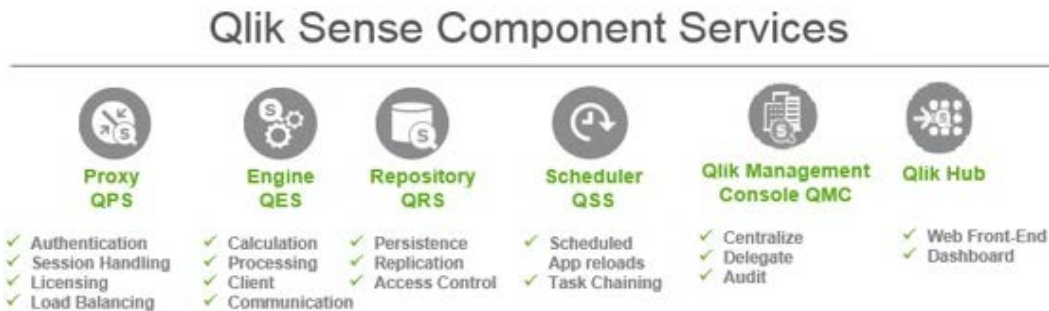 Qlik Sense Component Services
Proxy
QPS
Authentication
Session Handling
Licensing
Load Balancing
Engine
QES
Calculation
Processing
Client
Communication
Repository
QRS
Persistence
Replication
Access Control
Scheduler
QSS
Scheduled
App reloads
Task Chaining
Qlik Management
Console QMC
Centralize
Delegate
Audit
Qlik Hub
Web Front-End
Dashboard